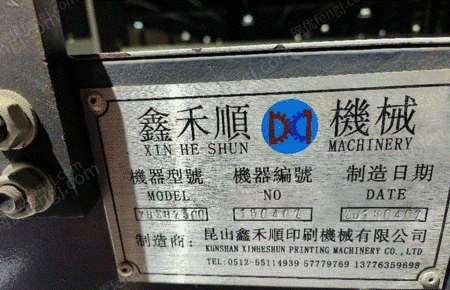 鑫禾順 機械
XIN HE SHUN MACHINERY
機器型號 機器編號 制造日期
MODEL NO DATE
180402 20180402
制造商: 昆山鑫禾順印刷機械有限公司
KUNSHAN XINHESHUN PRINTING MACHINERY CO.,LTD
TEL:0512-55114939 57779769 13776359698